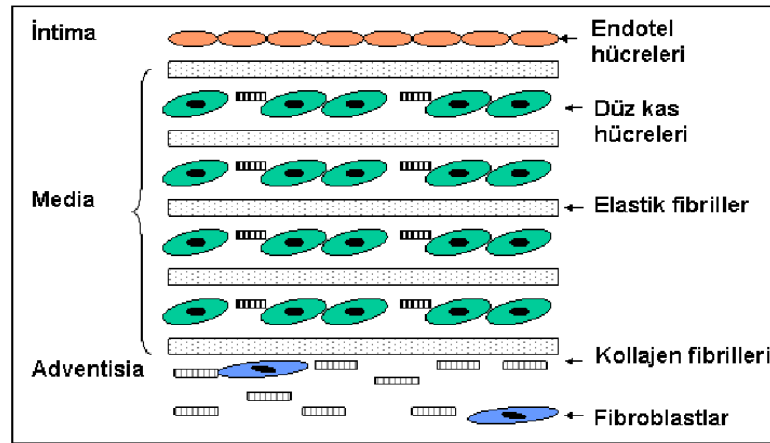 İntima
Endotel
hücreleri
Düz kas
hücreleri
Media
Elastik fibriller
Adventisia
Kollajen fibrilleri
Fibroblastlar